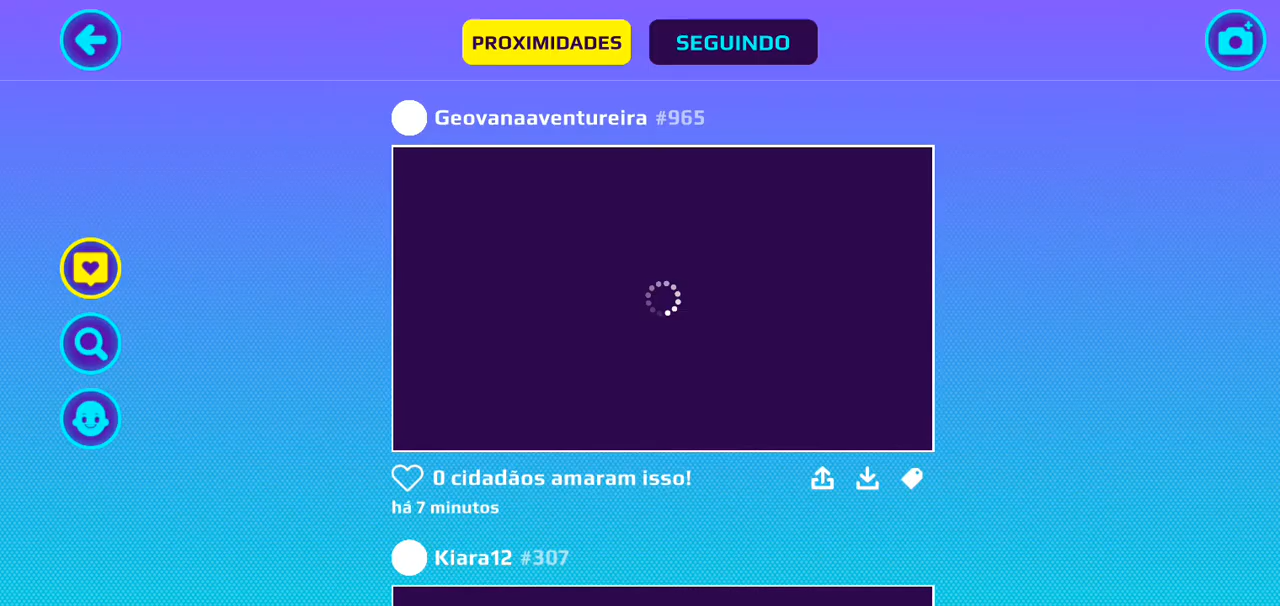 PROXIMIDADES
SEGUINDO
Geovanaaventureira #965
0 cidadãos amaram isso!
há 7 minutos
Kiara12 #307